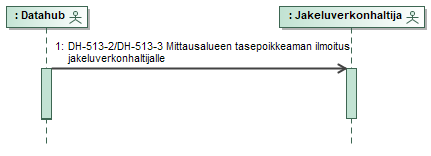 : Datahub
: Jakeluverkonhaltija
1: DH-513-2/DH-513-3 Mittausalueen tasepoikkeaman ilmoitus
jakeluverkonhaltijalle